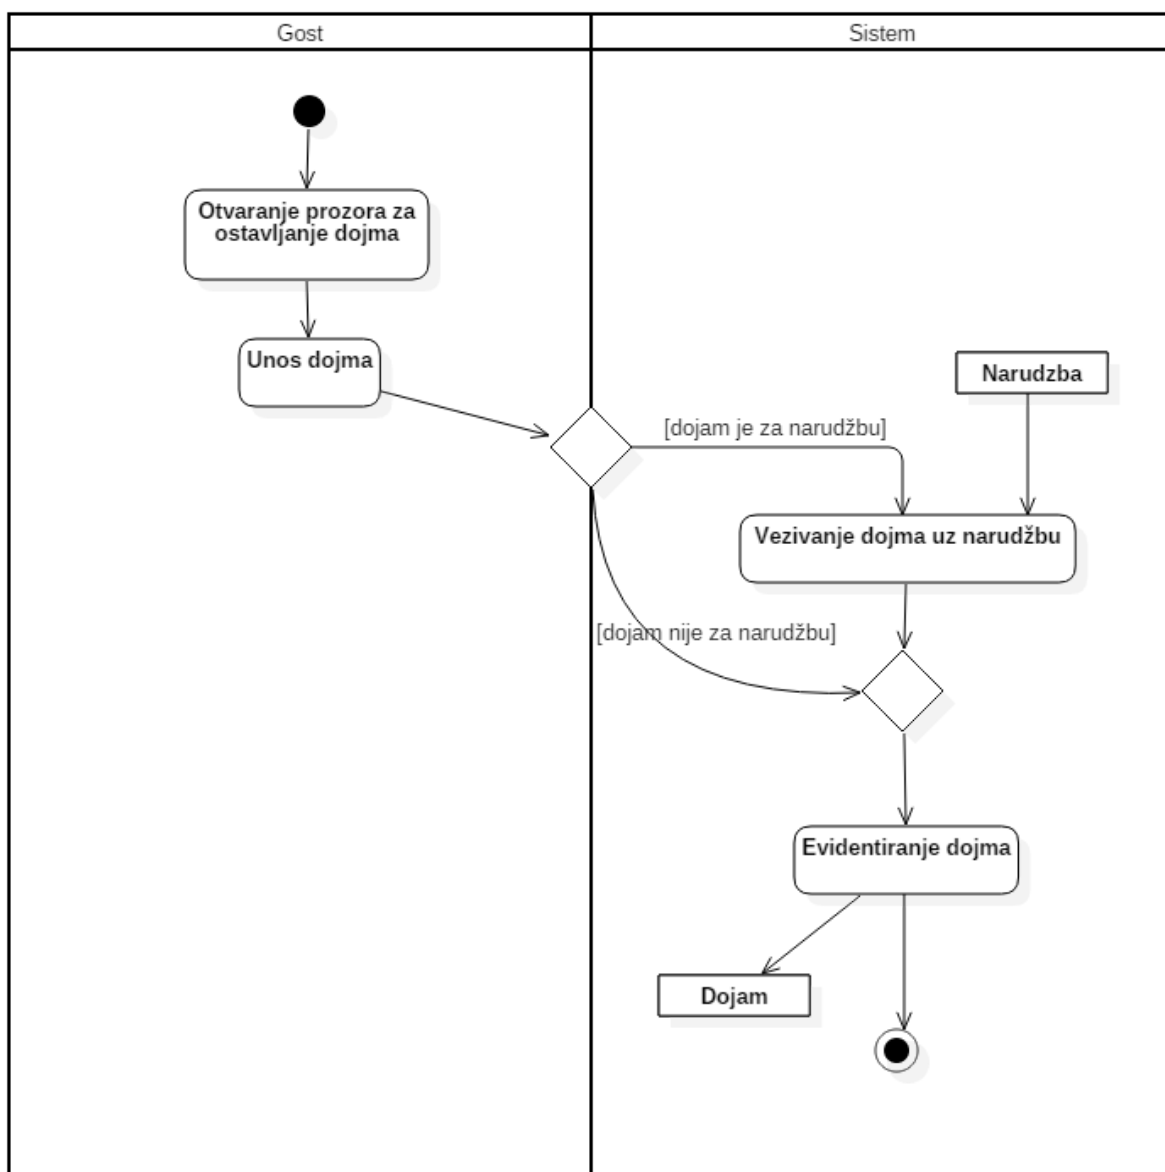 Gost
Sistem
Otvaranje prozora za
ostavljanje dojma
Unos dojma
Narudzba
[dojam je za narudžbu]
Vezivanje dojma uz narudžbu
[dojam nije za narudžbu]
Evidentiranje dojma
Dojam